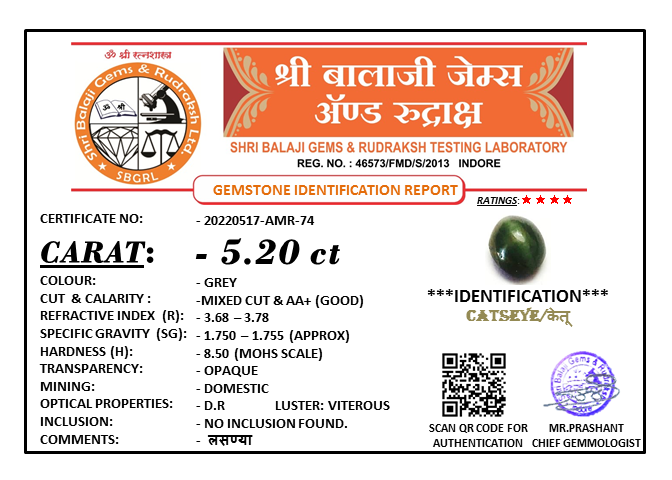 ॐ श्री रत्नशास्त्र
Shri Balaji Gems & Rudraksh Ltd.
SBGRL
श्री बालाजी जेम्स
ॲण्ड रुद्राक्ष
SHRI BALAJI GEMS & RUDRAKSH TESTING LABORATORY
REG. NO. : 46573/FMD/S/2013 INDORE
GEMSTONE IDENTIFICATION REPORT
RATINGS:
CERTIFICATE NO: - 20220517-AMR-74
CARAT: - 5.20 ct
COLOUR: - GREY
CUT & CALARITY : -MIXED CUT & AA+ (GOOD)
REFRACTIVE INDEX (R): - 3.68 – 3.78
SPECIFIC GRAVITY (SG): - 1.750 – 1.755 (APPROX)
HARDNESS (H): - 8.50 (MOHS SCALE)
TRANSPARENCY: - OPAQUE
MINING: - DOMESTIC
OPTICAL PROPERTIES: - D.R LUSTER: VITEROUS
INCLUSION: - NO INCLUSION FOUND.
COMMENTS: - लसण्या
***IDENTIFICATION***
CATSEYE/केतू
SCAN QR CODE FOR
AUTHENTICATION
MR.PRASHANT
CHIEF GEMMOLOGIST